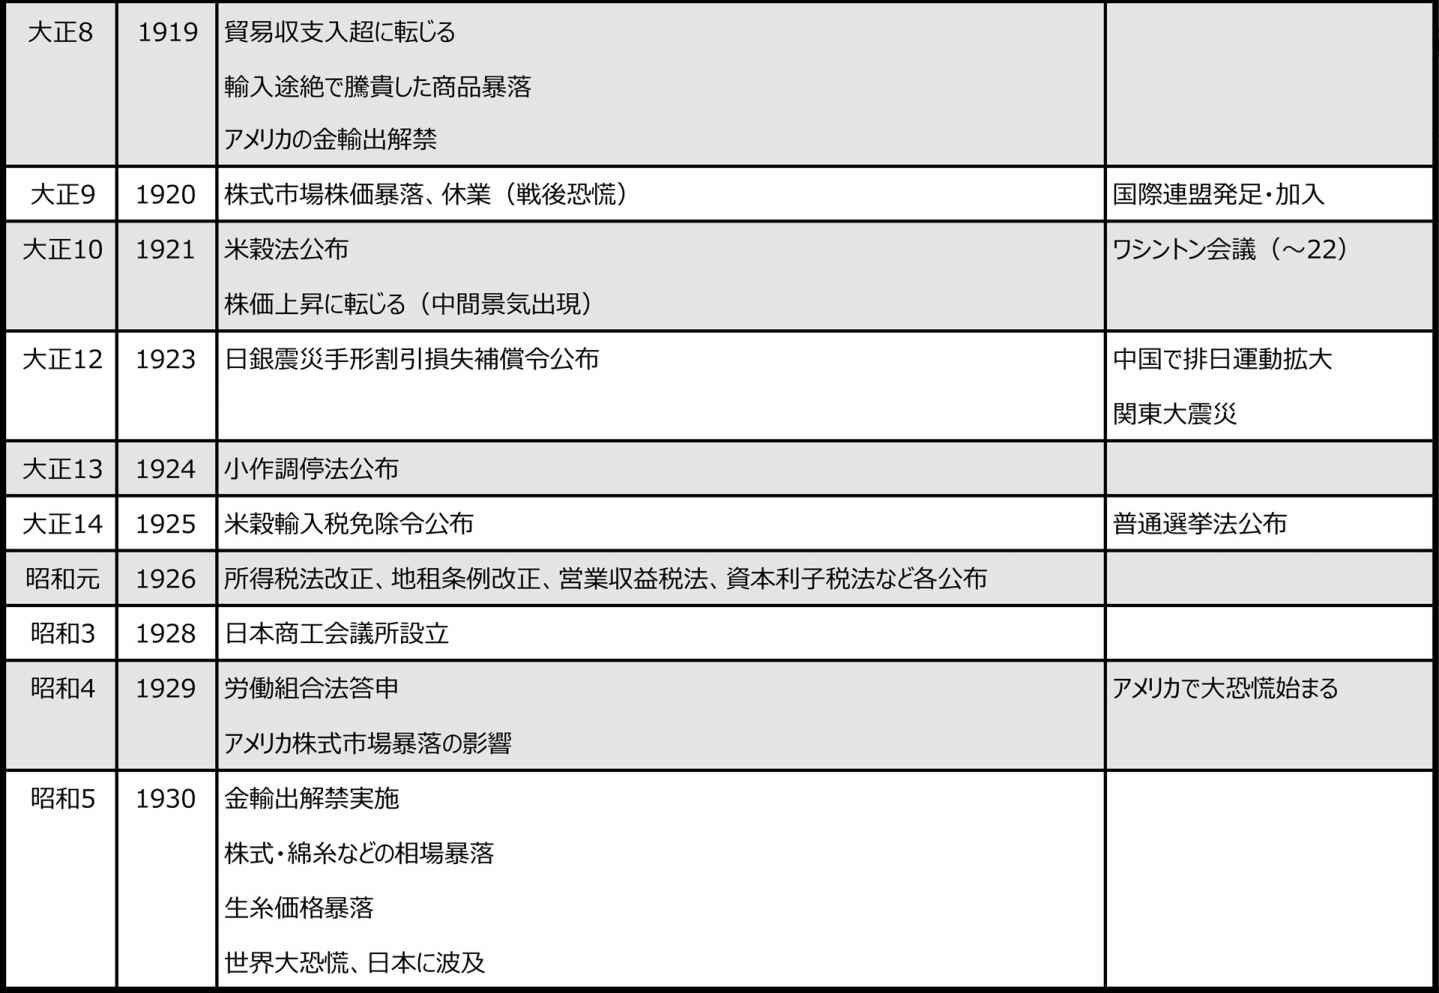 大正8 1919 貿易収支入超に転じる
輸入途絶で騰貴した商品暴落
アメリカの金輸出解禁
大正9 1920 株式市場株価暴落、休業（戦後恐慌） 国際連盟発足・加入
大正10 1921 米穀法公布 ワシントン会議（～22）
株価上昇に転じる（中間景気出現）
大正12 1923 日銀震災手形割引損失補償令公布 中国で排日運動拡大
関東大震災
大正13 1924 小作調停法公布
大正14 1925 米穀輸入税免除令公布 普通選挙法公布
昭和元 1926 所得税法改正、地租条例改正、営業収益税法、資本利子税法など各公布
昭和3 1928 日本商工会議所設立
昭和4 1929 労働組合法答申 アメリカで大恐慌始まる
アメリカ株式市場暴落の影響
昭和5 1930 金輸出解禁実施
株式・綿糸などの相場暴落
生糸価格暴落
世界大恐慌、日本に波及